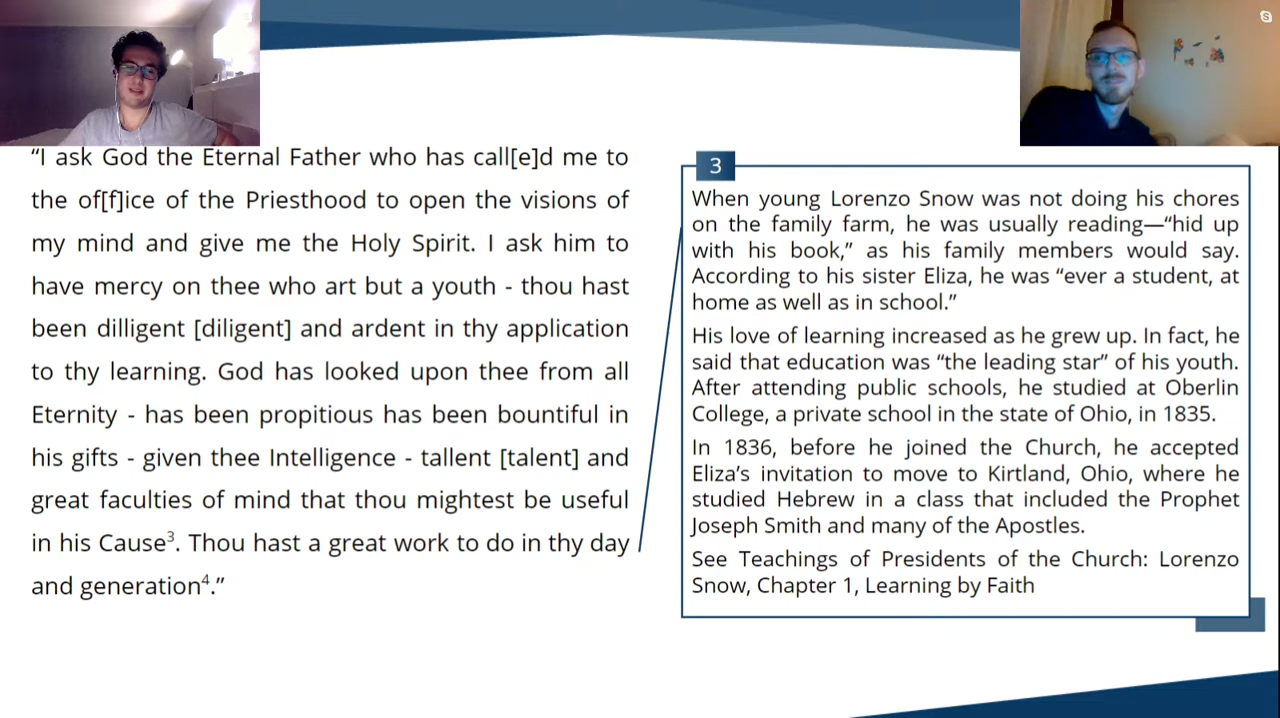 “I ask God the Eternal Father who has call[e]d me to
the of[f]ice of the Priesthood to open the visions of
my mind and give me the Holy Spirit. I ask him to
have mercy on thee who art but a youth - thou hast
been dilligent [diligent] and ardent in thy application
to thy learning. God has looked upon thee from all
Eternity - has been propitious has been bountiful in
his gifts - given thee Intelligence - tallent [talent] and
great faculties of mind that thou mightest be useful
in his Cause³. Thou hast a great work to do in thy day
and generation⁴.”
3
When young Lorenzo Snow was not doing his chores
on the family farm, he was usually reading—“hid up
with his book,” as his family members would say.
According to his sister Eliza, he was “ever a student, at
home as well as in school.”
His love of learning increased as he grew up. In fact, he
said that education was “the leading star” of his youth.
After attending public schools, he studied at Oberlin
College, a private school in the state of Ohio, in 1835.
In 1836, before he joined the Church, he accepted
Eliza’s invitation to move to Kirtland, Ohio, where he
studied Hebrew in a class that included the Prophet
Joseph Smith and many of the Apostles.
See Teachings of Presidents of the Church: Lorenzo
Snow, Chapter 1, Learning by Faith